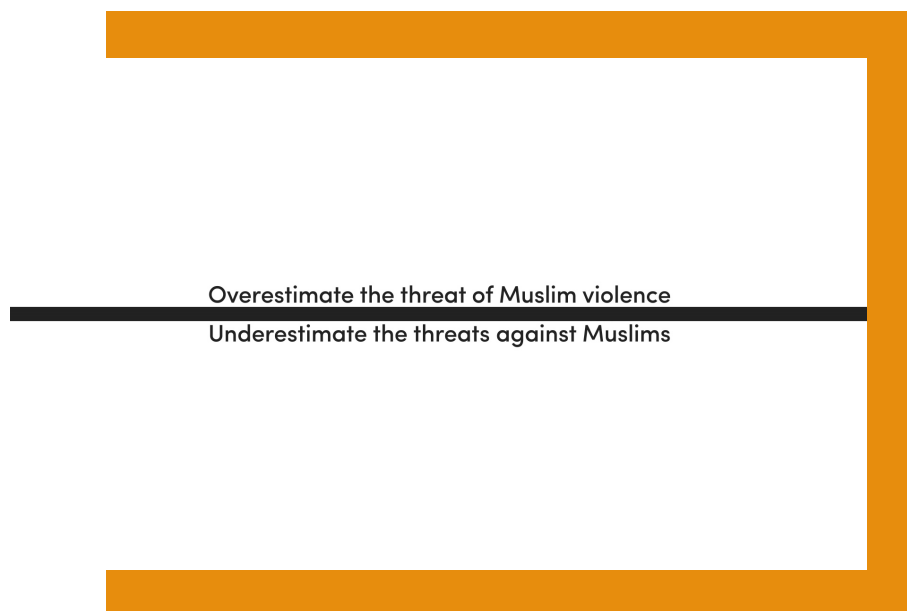 Overestimate the threat of Muslim violence
Underestimate the threats against Muslims